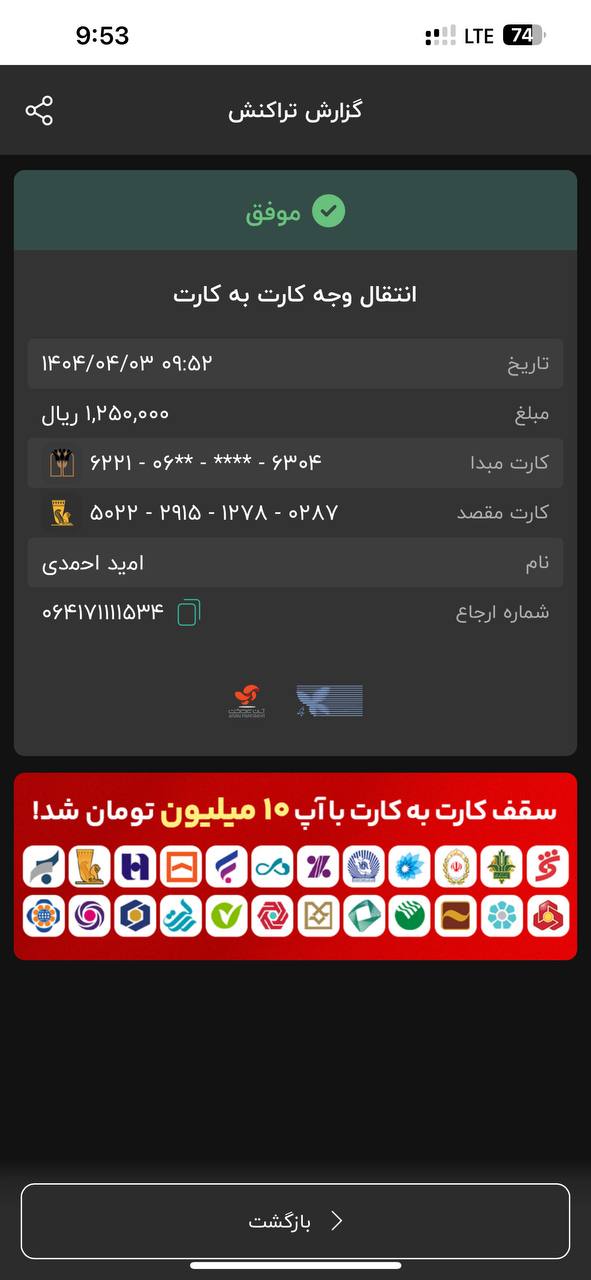 9:53
LTE 74
گزارش تراکنش
موفق
انتقال وجه کارت به کارت
تاریخ ۱۴۰۴/۰۴/۰۳ ۰۹:۵۲
مبلغ ۱,۲۵۰,۰۰۰ ریال
کارت مبدا ۶۲۲۱ - ۰۶** - **** - ۶۳۰۴
کارت مقصد ۵۰۲۲ - ۲۹۱۵ - ۱۲۷۸ - ۰۲۸۷
نام امید احمدی
شماره ارجاع ۰۶۴۱۷۱۱۱۱۵۳۴
سقف کارت به کارت با آپ ۱۰ میلیون تومان شد!
بازگشت